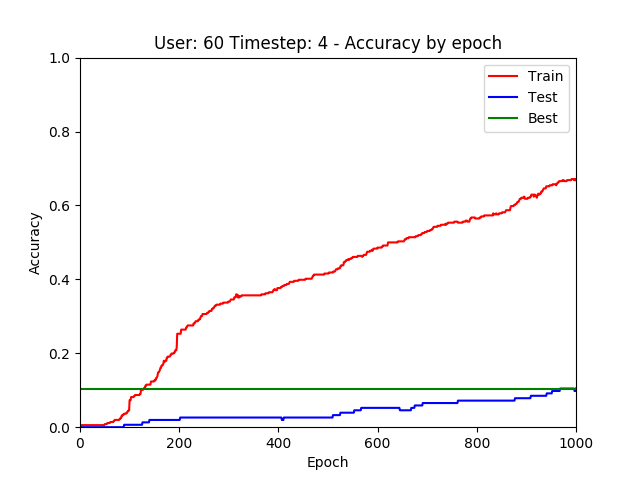 User: 60 Timestep: 4 - Accuracy by epoch
1.0
0.8
0.6
0.4
0.2
0.0
Accuracy
Train
Test
Best
0 200 400 600 800 1000
Epoch